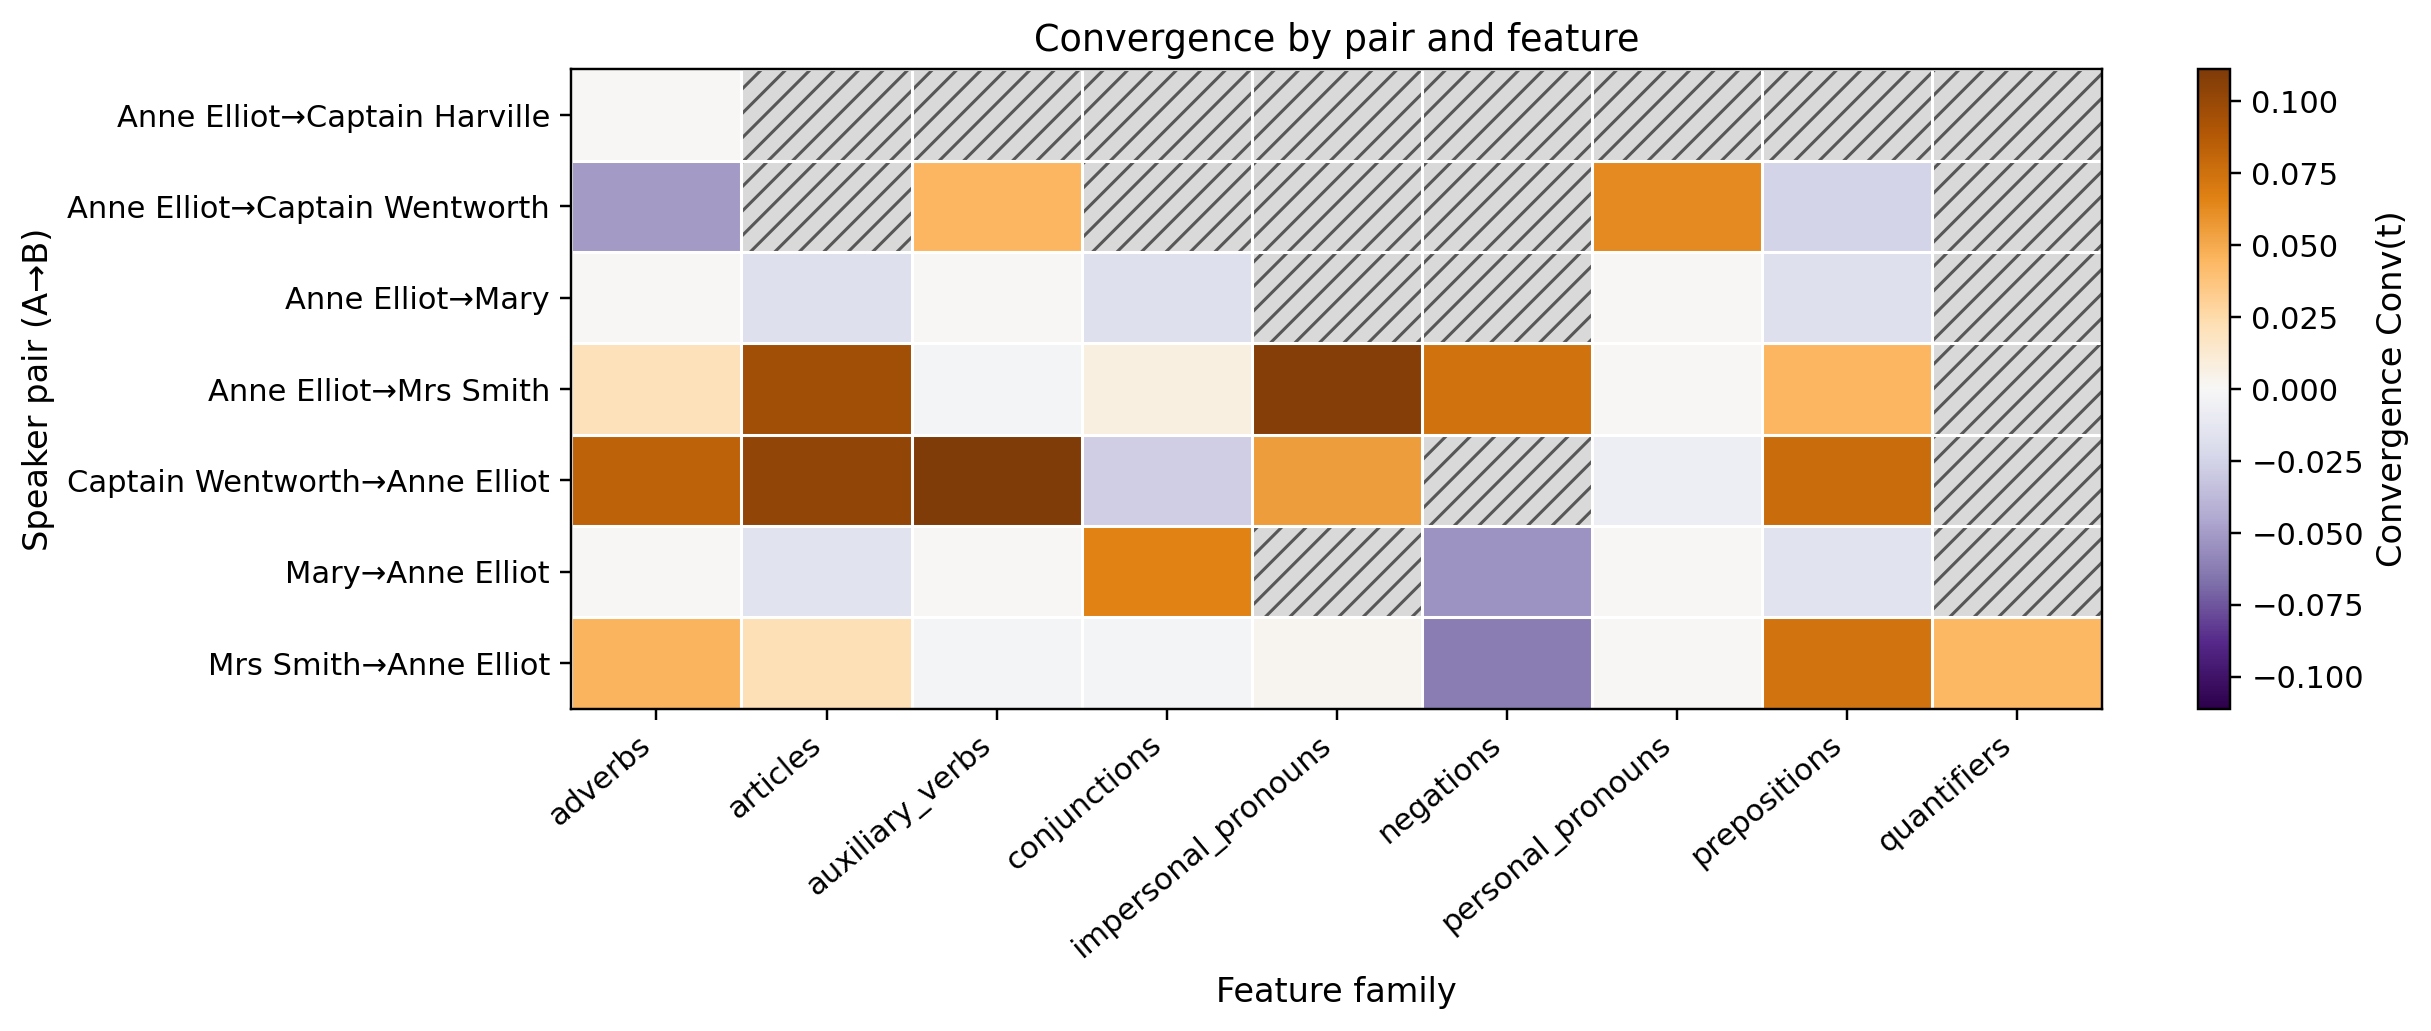 Convergence by pair and feature
Speaker pair (A→B)
Anne Elliot→Captain Harville
Anne Elliot→Captain Wentworth
Anne Elliot→Mary
Anne Elliot→Mrs Smith
Captain Wentworth→Anne Elliot
Mary→Anne Elliot
Mrs Smith→Anne Elliot
adverbs
articles
auxiliary_verbs
conjunctions
impersonal_pronouns
negations
personal_pronouns
prepositions
quantifiers
Feature family
0.100
0.075
0.050
0.025
0.000
−0.025
−0.050
−0.075
−0.100
Convergence Conv(t)